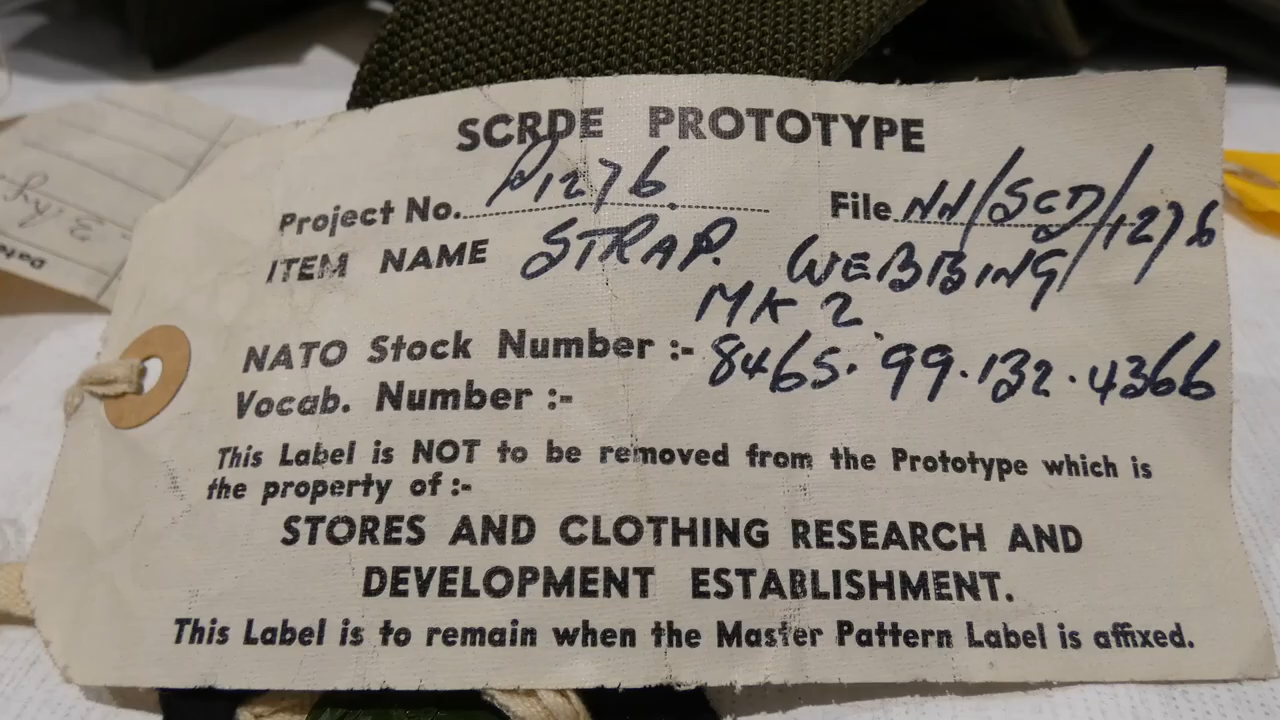 SCRDE PROTOTYPE
Project No. P1276 File NN/SCD/1276
ITEM NAME STRAP. WEBBING
MK 2
NATO Stock Number :- 8465.99.132.4366
Vocab. Number :-
This Label is NOT to be removed from the Prototype which is
the property of :-
STORES AND CLOTHING RESEARCH AND
DEVELOPMENT ESTABLISHMENT.
This Label is to remain when the Master Pattern Label is affixed.